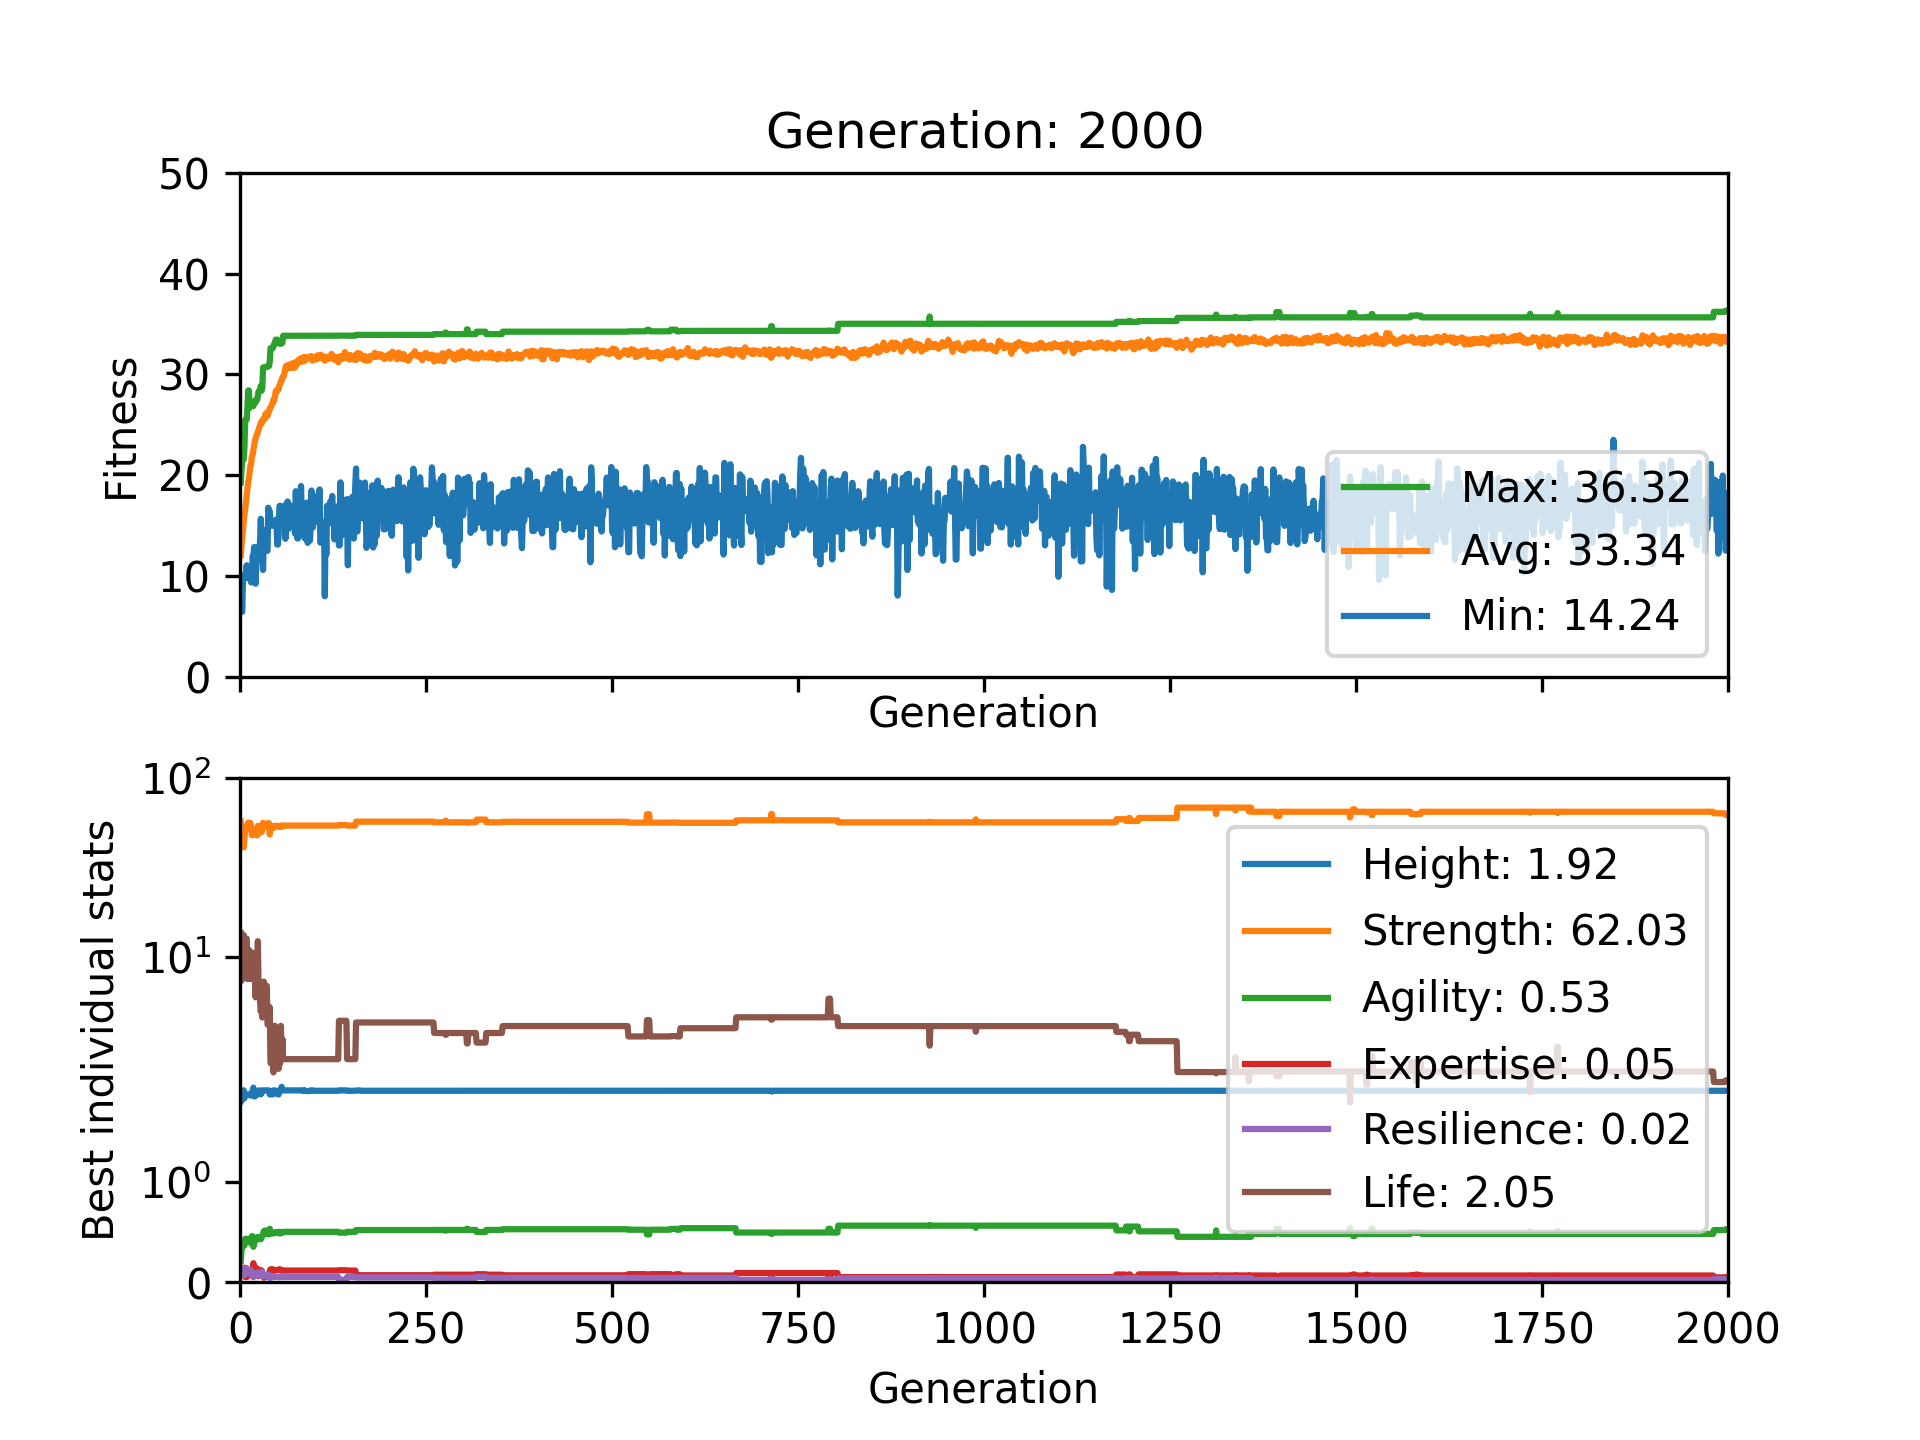 Generation: 2000
50
40
30
20
10
0
Fitness
Max: 36.32
Avg: 33.34
Min: 14.24
Generation
10²
10¹
10⁰
0
Best individual stats
Height: 1.92
Strength: 62.03
Agility: 0.53
Expertise: 0.05
Resilience: 0.02
Life: 2.05
0 250 500 750 1000 1250 1500 1750 2000
Generation